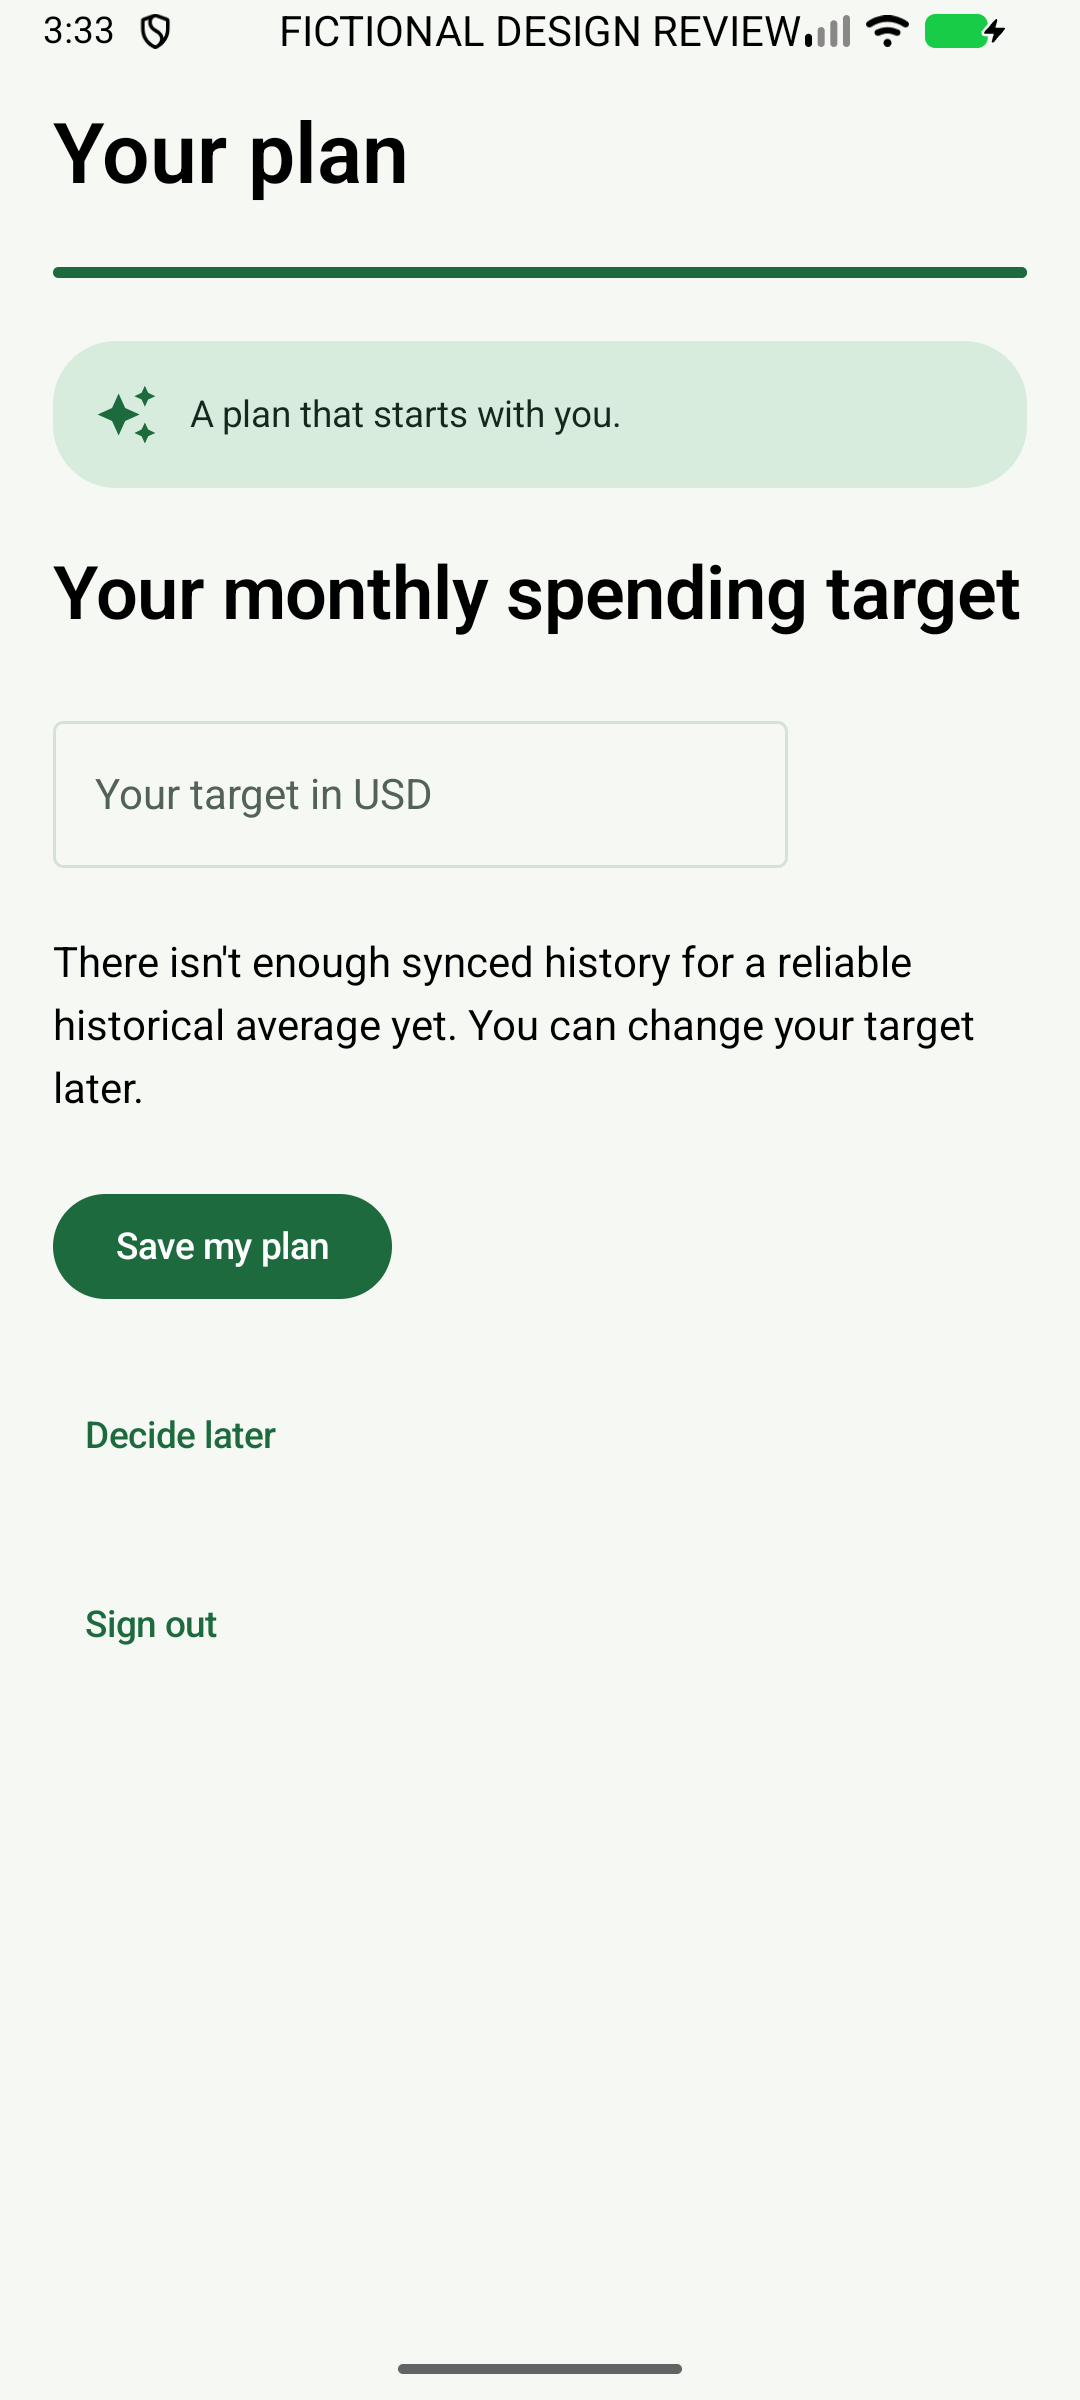 3:33 FICTIONAL DESIGN REVIEW
Your plan
A plan that starts with you.
Your monthly spending target
Your target in USD
There isn't enough synced history for a reliable
historical average yet. You can change your target
later.
Save my plan
Decide later
Sign out